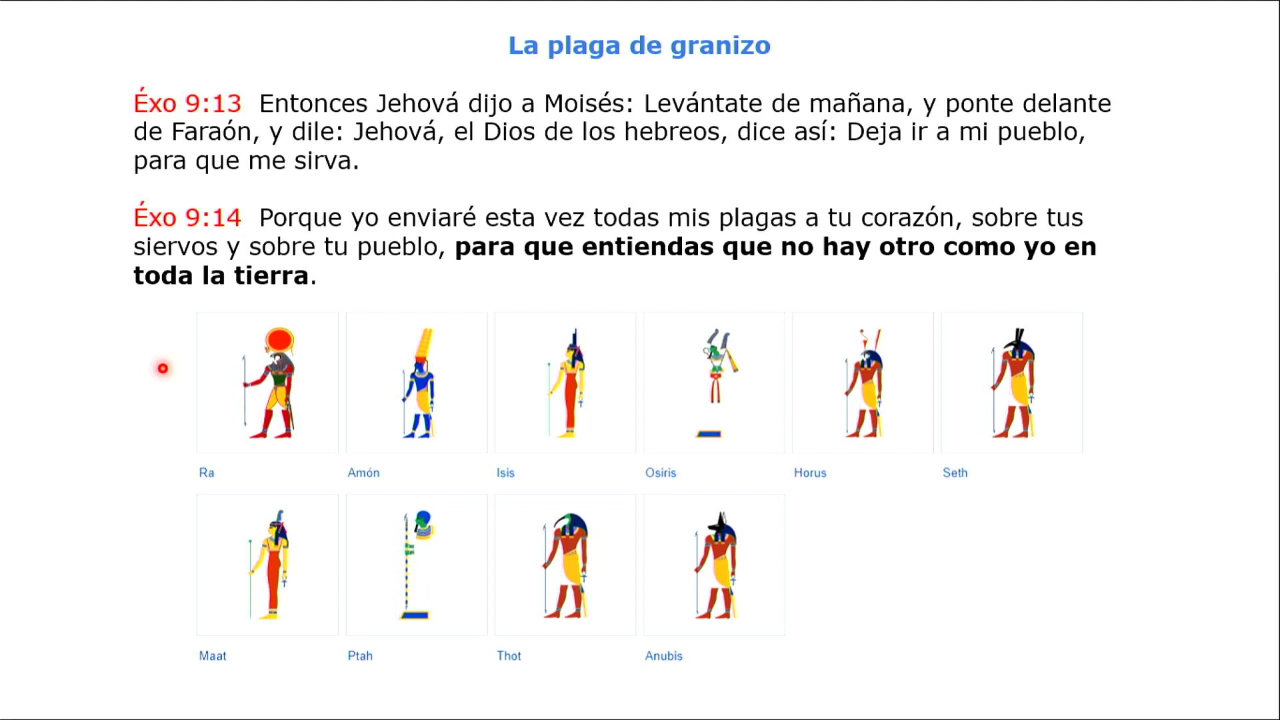 La plaga de granizo
Éxo 9:13 Entonces Jehová dijo a Moisés: Levántate de mañana, y ponte delante
de Faraón, y dile: Jehová, el Dios de los hebreos, dice así: Deja ir a mi pueblo,
para que me sirva.
Éxo 9:14 Porque yo enviaré esta vez todas mis plagas a tu corazón, sobre tus
siervos y sobre tu pueblo, para que entiendas que no hay otro como yo en
toda la tierra.
Ra Amón Isis Osiris Horus Seth
Maat Ptah Thot Anubis